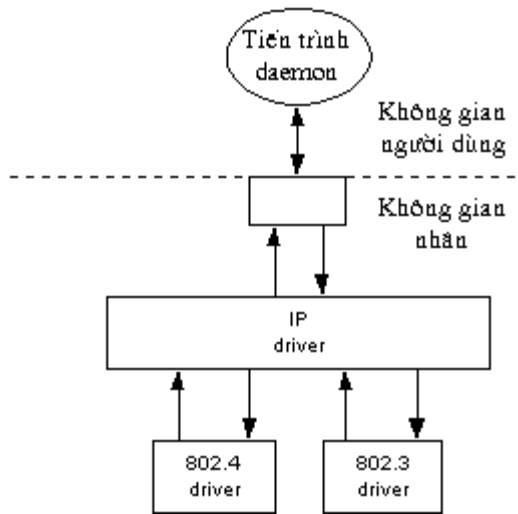 Tiến trình
daemon
Không gian
người dùng
Không gian
nhân
IP
driver
802.4
driver
802.3
driver